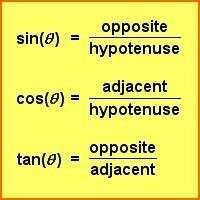 sin(θ) = opposite
hypotenuse
cos(θ) = adjacent
hypotenuse
tan(θ) = opposite
adjacent